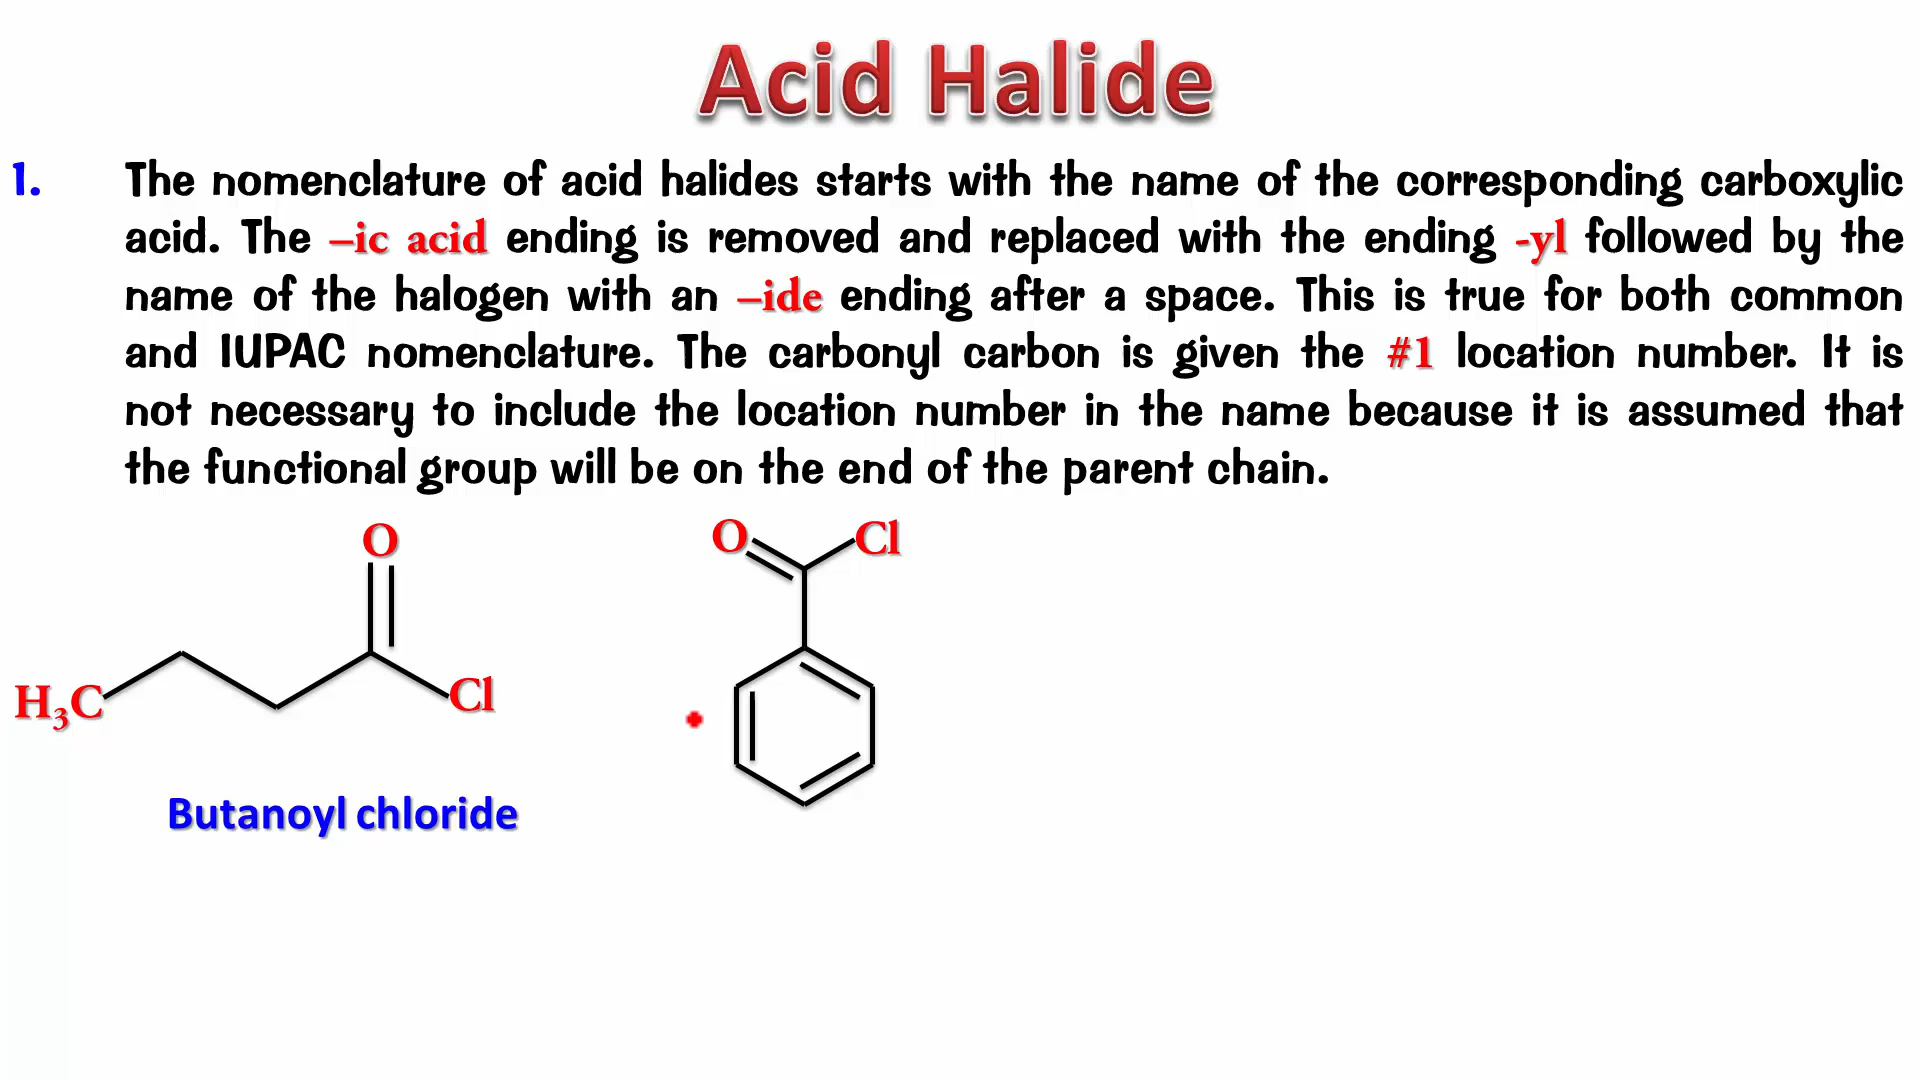 Acid Halide
1. The nomenclature of acid halides starts with the name of the corresponding carboxylic
acid. The –ic acid ending is removed and replaced with the ending -yl followed by the
name of the halogen with an –ide ending after a space. This is true for both common
and IUPAC nomenclature. The carbonyl carbon is given the #1 location number. It is
not necessary to include the location number in the name because it is assumed that
the functional group will be on the end of the parent chain.
O
H₃C
Cl
O
Cl
Butanoyl chloride